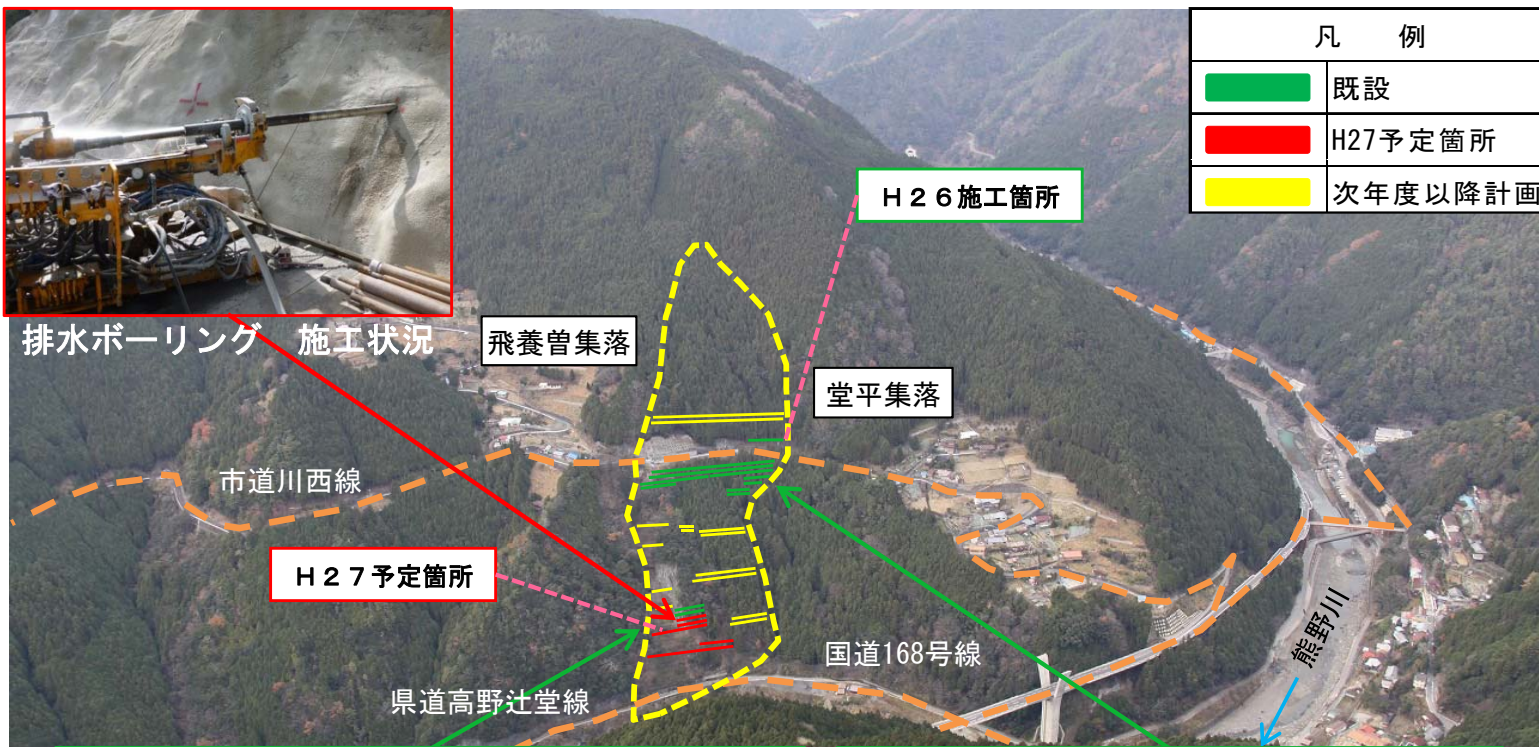 凡 例
既設
H27予定箇所
次年度以降計画
H26施工箇所
排水ボーリング 施工状況
飛養曽集落
堂平集落
市道川西線
H27予定箇所
国道168号線
熊野川
県道高野辻堂線